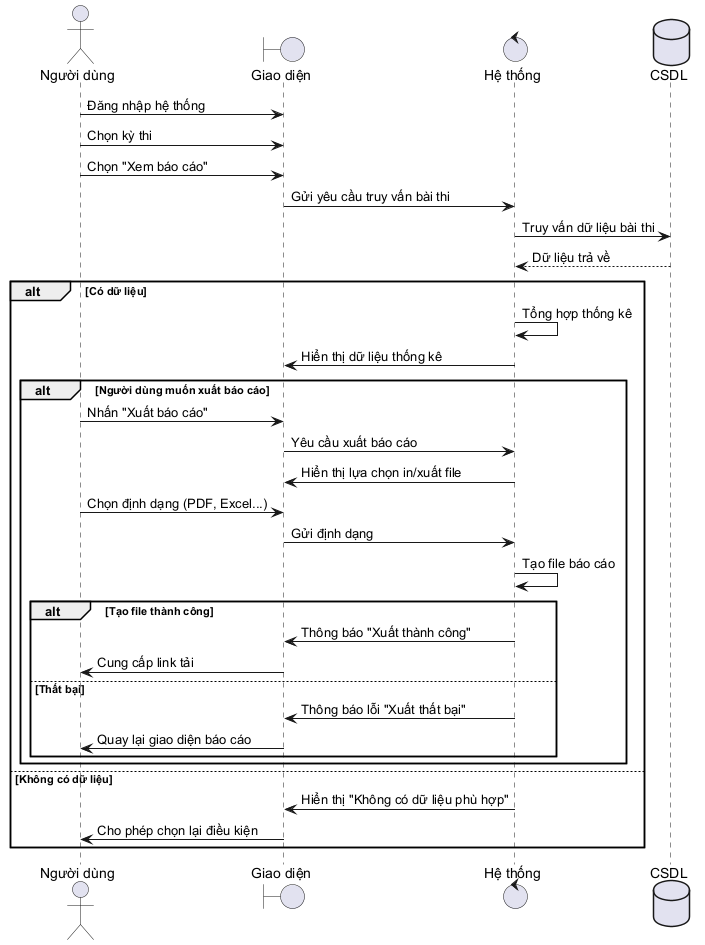 Người dùng
Giao diện
Hệ thống
CSDL
Đăng nhập hệ thống
Chọn kỳ thi
Chọn "Xem báo cáo"
Gửi yêu cầu truy vấn bài thi
Truy vấn dữ liệu bài thi
Dữ liệu trả về
alt [Có dữ liệu]
Tổng hợp thống kê
Hiển thị dữ liệu thống kê
alt [Người dùng muốn xuất báo cáo]
Nhấn "Xuất báo cáo"
Yêu cầu xuất báo cáo
Hiển thị lựa chọn in/xuất file
Chọn định dạng (PDF, Excel...)
Gửi định dạng
Tạo file báo cáo
alt [Tạo file thành công]
Thông báo "Xuất thành công"
Cung cấp link tải
[Thất bại]
Thông báo lỗi "Xuất thất bại"
Quay lại giao diện báo cáo
[Không có dữ liệu]
Hiển thị "Không có dữ liệu phù hợp"
Cho phép chọn lại điều kiện
Người dùng
Giao diện
Hệ thống
CSDL